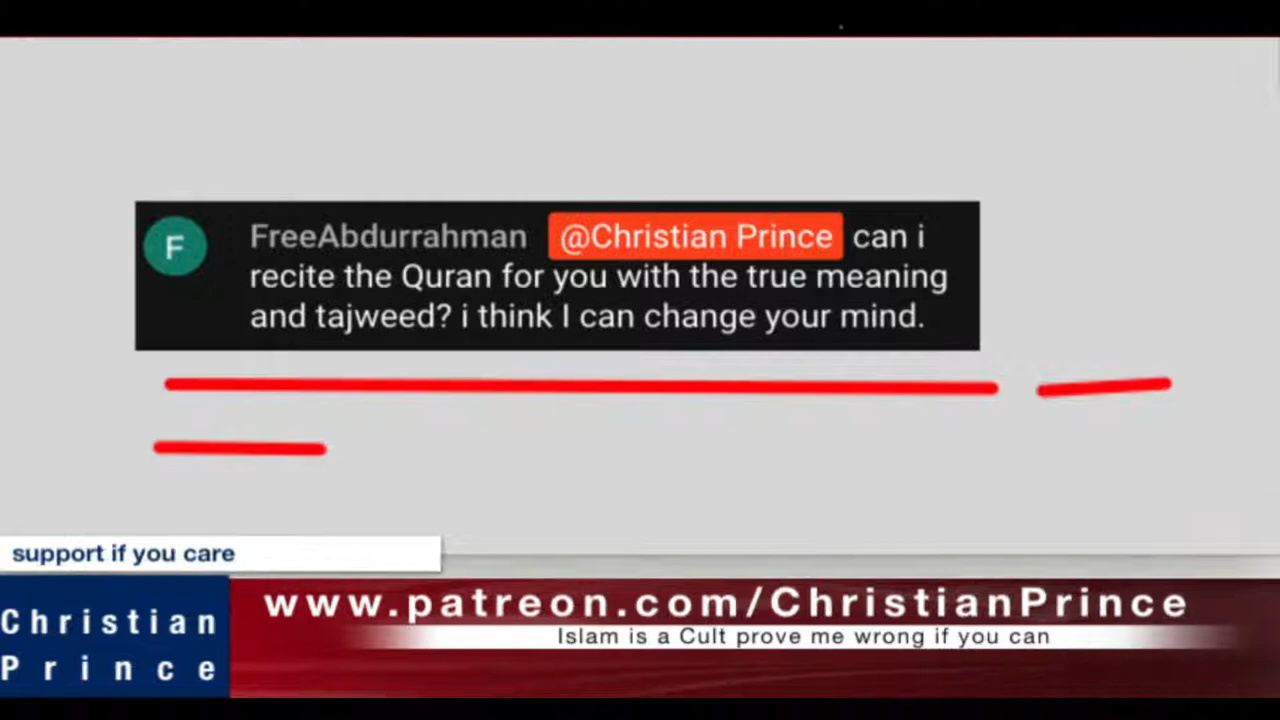 F
FreeAbdurrahman @Christian Prince can i
recite the Quran for you with the true meaning
and tajweed? i think I can change your mind.
support if you care
Christian
Prince
www.patreon.com/ChristianPrince
Islam is a Cult prove me wrong if you can